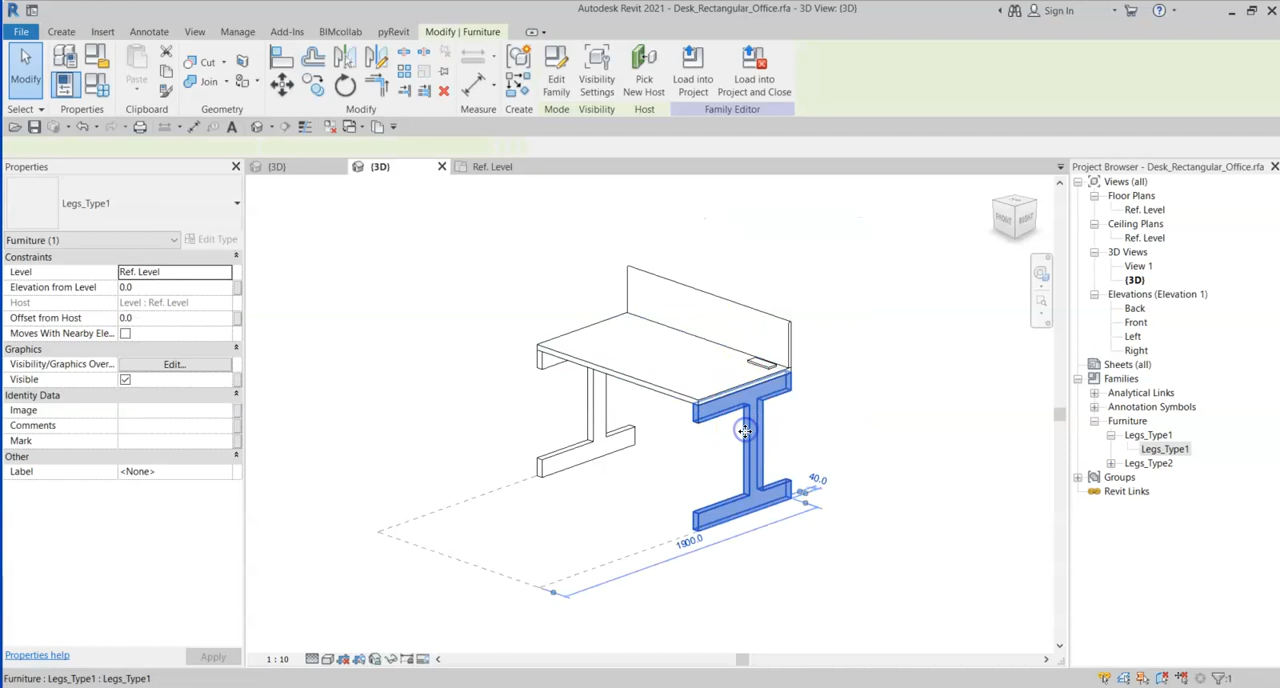 Autodesk Revit 2021 - Desk_Rectangular_Office.rfa - 3D View: {3D}
Sign In
File Create Insert Annotate View Manage Add-Ins BIMcollab pyRevit Modify | Furniture
Modify
Paste
Cut
Join
Edit Family
Visibility Settings
Pick New Host
Load into Project
Load into Project and Close
Select Properties Clipboard Geometry Modify Measure Create Mode Visibility Host Family Editor
Properties
{3D}
{3D}
Ref. Level
Project Browser - Desk_Rectangular_Office.rfa
Legs_Type1
Furniture (1)
Edit Type
Constraints
Level Ref. Level
Elevation from Level 0.0
Host Level : Ref. Level
Offset from Host 0.0
Moves With Nearby Ele...
Graphics
Visibility/Graphics Over... Edit...
Visible
Identity Data
Image
Comments
Mark
Other
Label <None>
Properties help
Apply
FRONT
RIGHT
40.0
1900.0
Views (all)
Floor Plans
Ref. Level
Ceiling Plans
Ref. Level
3D Views
View 1
{3D}
Elevations (Elevation 1)
Back
Front
Left
Right
Sheets (all)
Families
Analytical Links
Annotation Symbols
Furniture
Legs_Type1
Legs_Type1
Legs_Type2
Groups
Revit Links
1 : 10
Furniture : Legs_Type1 : Legs_Type1
:1